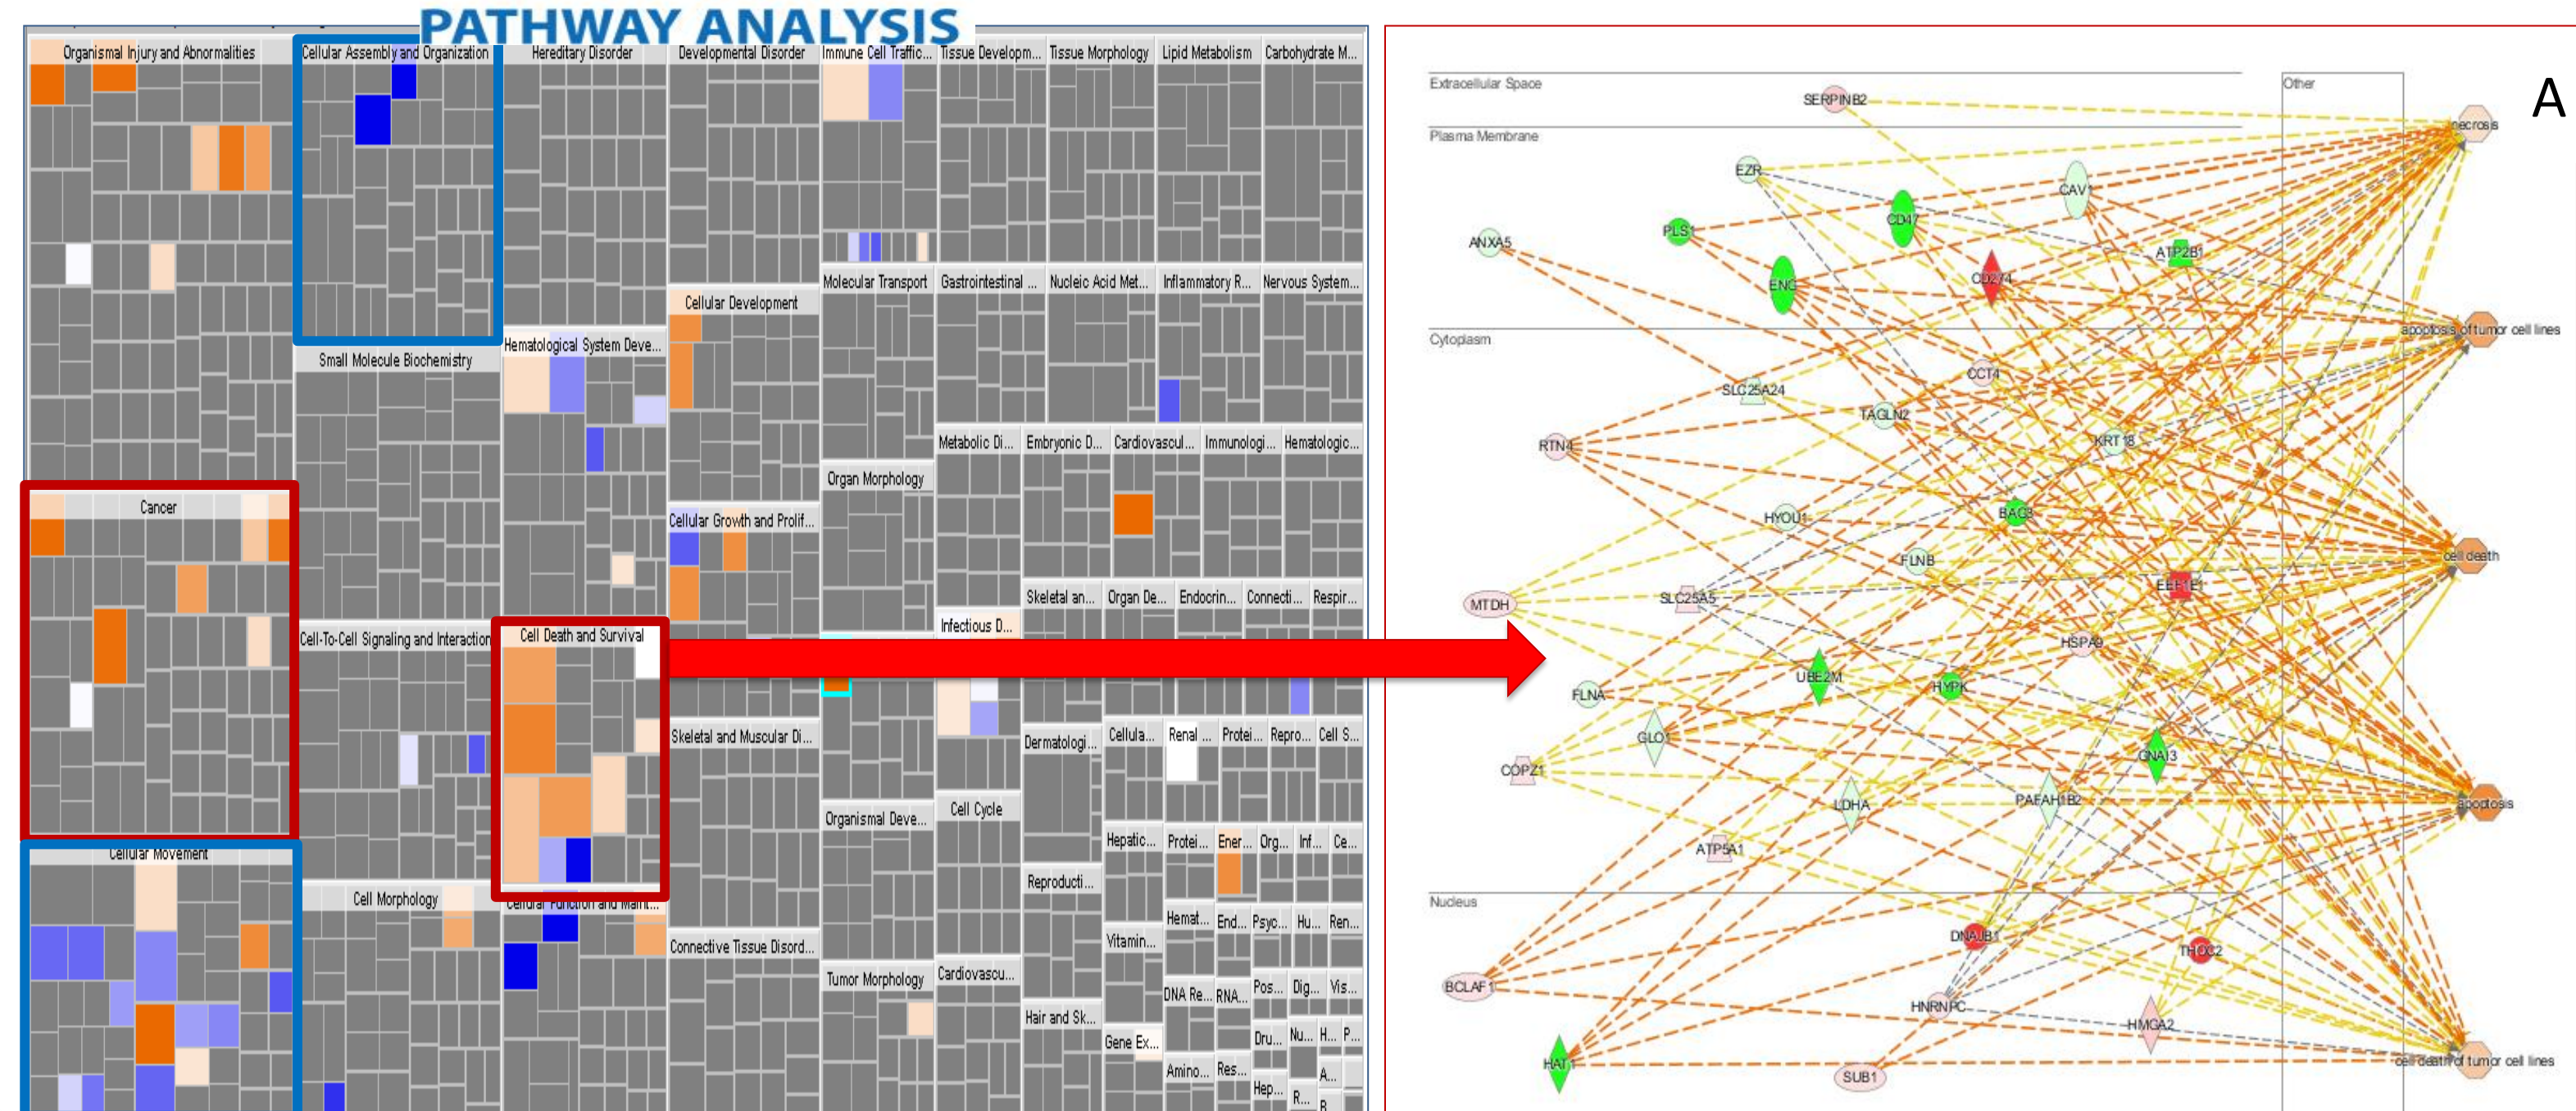 PATHWAY ANALYSIS
Organismal Injury and Abnormalities
Cellular Assembly and Organization
Hereditary Disorder
Developmental Disorder
Immune Cell Traffic...
Tissue Developm...
Tissue Morphology
Lipid Metabolism
Carbohydrate M...
Cellular Development
Molecular Transport
Gastrointestinal ...
Nucleic Acid Met...
Inflammatory R...
Nervous System...
Small Molecule Biochemistry
Hematological System Deve...
Metabolic Di...
Embryonic D...
Cardiovascul...
Immunologi...
Hematologic...
Organ Morphology
Cancer
Cellular Growth and Prolif...
Skeletal an...
Organ De...
Endocrin...
Connecti...
Respir...
Infectious D...
Cell-To-Cell Signaling and Interaction
Cell Death and Survival
Skeletal and Muscular Di...
Dermatologi...
Cellula...
Renal ...
Protei...
Repro...
Cell S...
Organismal Deve...
Cell Cycle
Hepatic...
Protei...
Ener...
Org...
Inf...
Ce...
Cellular Movement
Cell Morphology
Cellular Function and Maint...
Reproducti...
Hemat...
End...
Psyc...
Hu...
Ren...
Connective Tissue Disord...
Vitamin...
Tumor Morphology
Cardiovascu...
DNA Re...
RNA...
Pos...
Dig...
Vis...
Hair and Sk...
Gene Ex...
Dru...
Nu...
H...
P...
Amino...
Res...
Hep...
A...
R...
A
Extracellular Space
Other
SERPINB2
necrosis
Plasma Membrane
EZR
CAV1
CD47
PLS1
ANXA5
ATP2B1
CD274
ENG
apoptosis of tumor cell lines
Cytoplasm
CCT4
SLC25A24
TAGLN2
KRT18
RTN4
BAG3
HYOU1
cell death
FLNB
EEF1E1
SLC25A5
MTDH
HSPA9
UBE2M
HYPK
FLNA
GLO1
GNAI3
COPZ1
LDHA
PAFAH1B2
apoptosis
ATP5A1
Nucleus
DNAJB1
THOC2
BCLAF1
HNRNPC
HMGA2
HAT1
SUB1
cell death of tumor cell lines